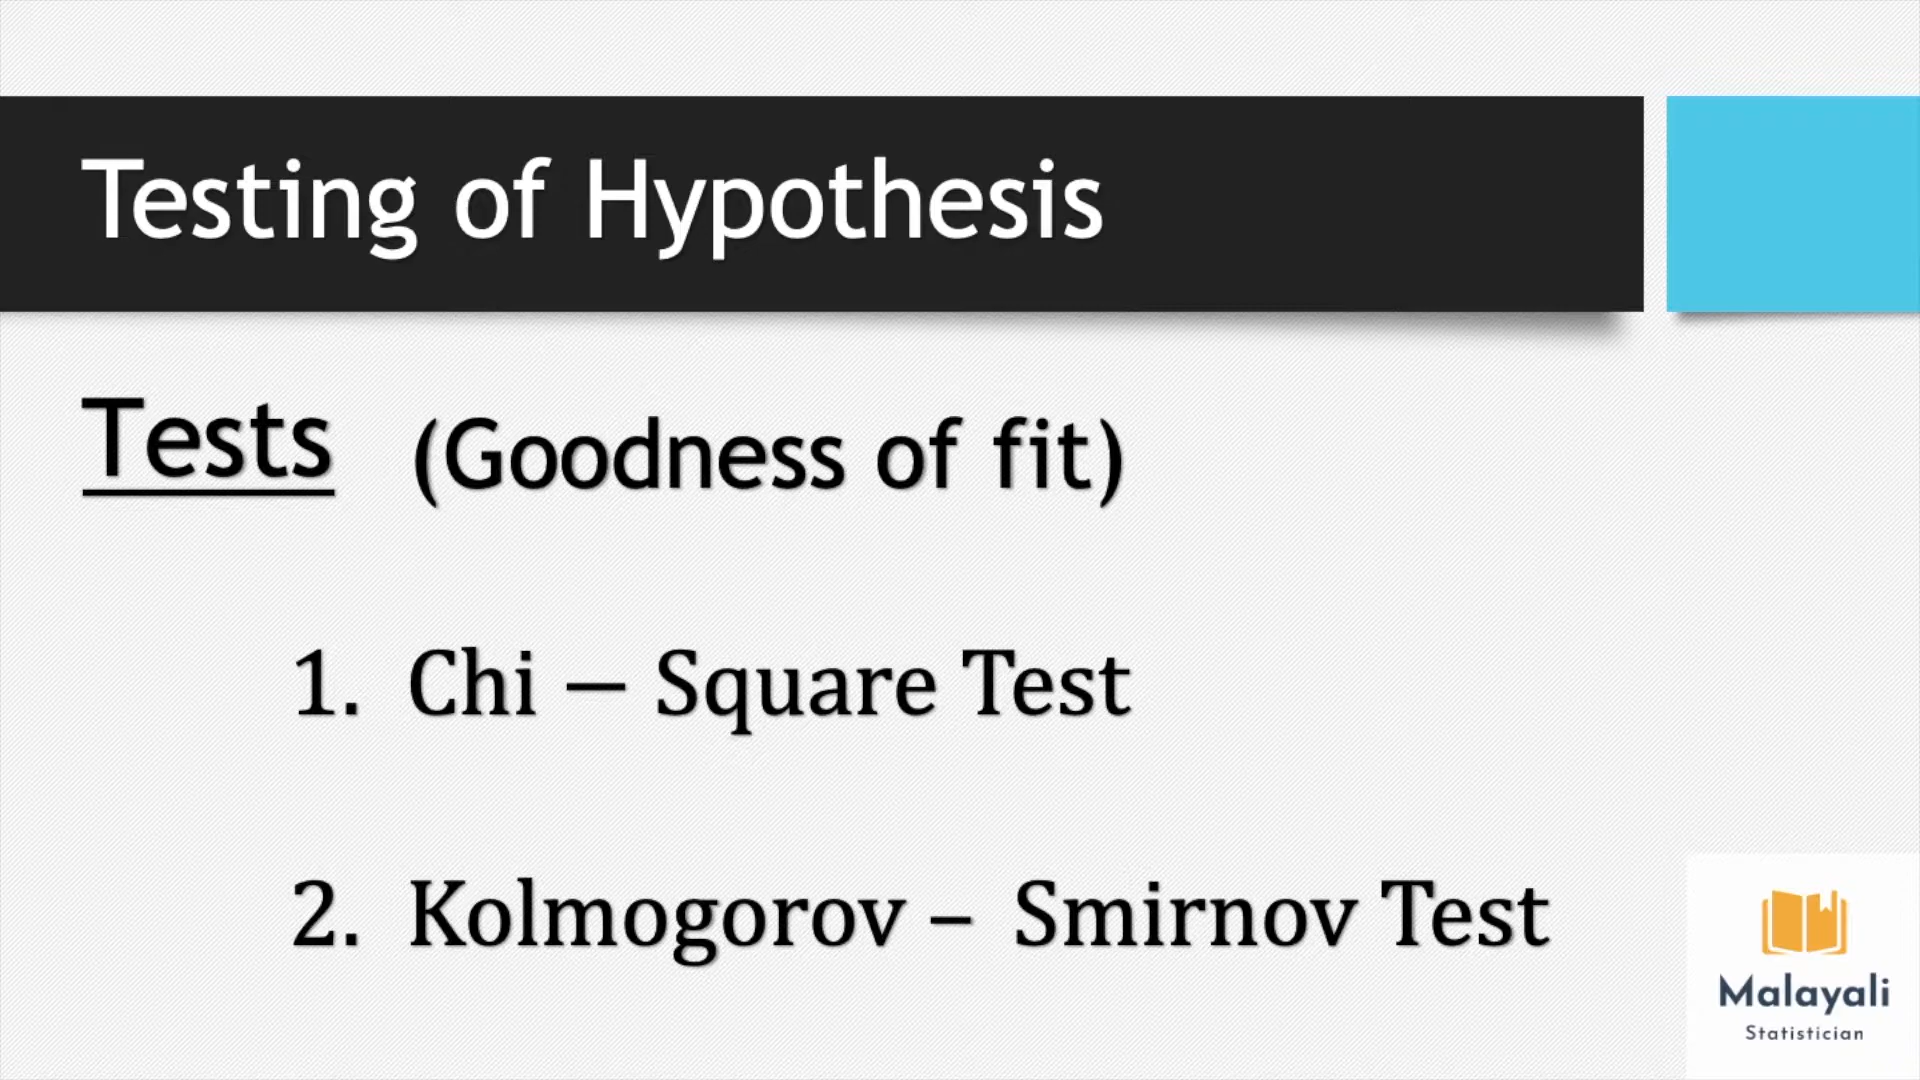 Testing of Hypothesis
Tests (Goodness of fit)
1. Chi − Square Test
2. Kolmogorov – Smirnov Test
Malayali
Statistician